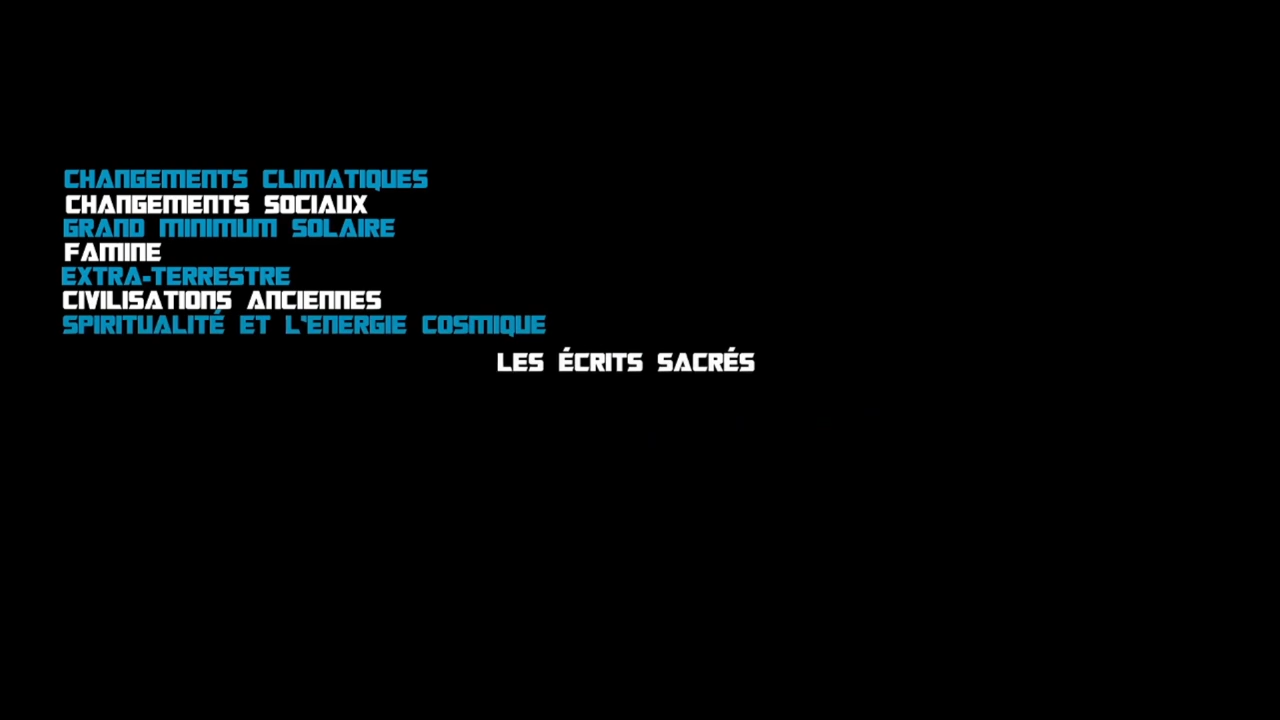 CHANGEMENTS CLIMATIQUES
CHANGEMENTS SOCIAUX
GRAND MINIMUM SOLAIRE
FAMINE
EXTRA-TERRESTRE
CIVILISATIONS ANCIENNES
SPIRITUALITÉ ET L'ENERGIE COSMIQUE
LES ÉCRITS SACRÉS